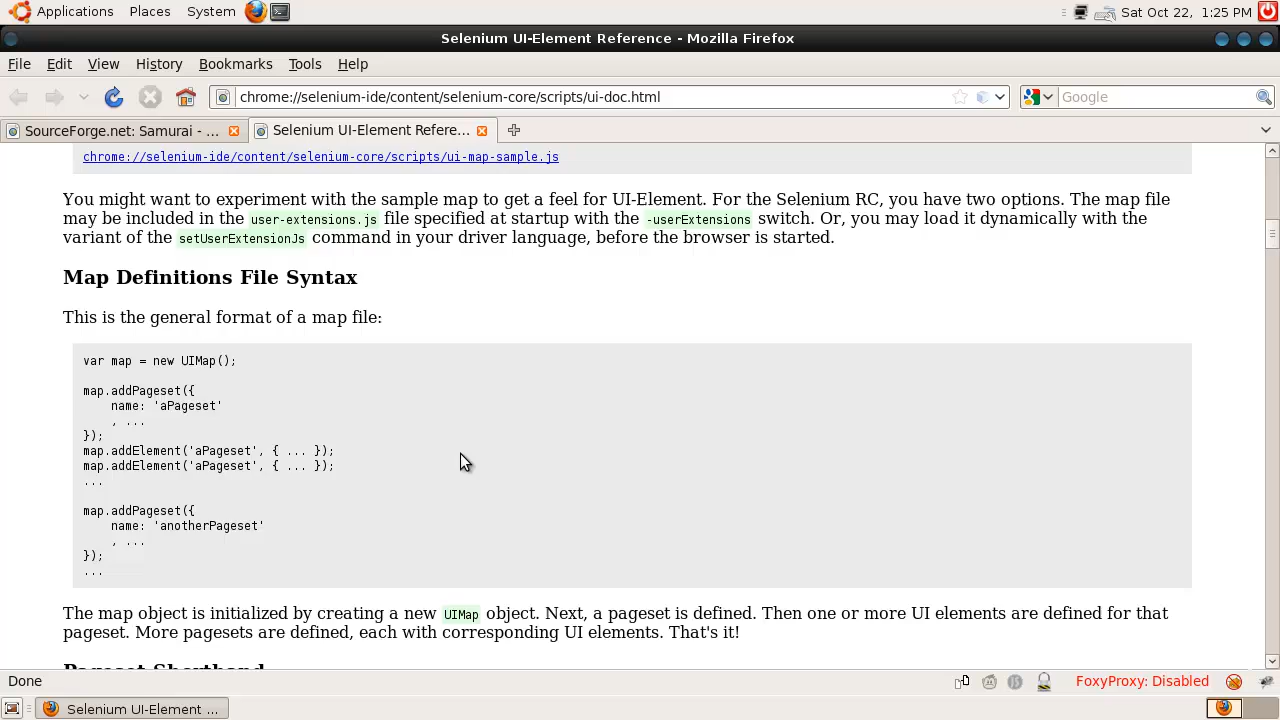 Applications Places System Sat Oct 22, 1:25 PM
Selenium UI-Element Reference - Mozilla Firefox
File Edit View History Bookmarks Tools Help
chrome://selenium-ide/content/selenium-core/scripts/ui-doc.html Google
SourceForge.net: Samurai - ... Selenium UI-Element Refere...
chrome://selenium-ide/content/selenium-core/scripts/ui-map-sample.js
You might want to experiment with the sample map to get a feel for UI-Element. For the Selenium RC, you have two options. The map file
may be included in the user-extensions.js file specified at startup with the -userExtensions switch. Or, you may load it dynamically with the
variant of the setUserExtensionJs command in your driver language, before the browser is started.
Map Definitions File Syntax
This is the general format of a map file:
var map = new UIMap();
map.addPageset({
name: 'aPageset'
, ...
});
map.addElement('aPageset', { ... });
map.addElement('aPageset', { ... });
...
map.addPageset({
name: 'anotherPageset'
, ...
});
...
The map object is initialized by creating a new UIMap object. Next, a pageset is defined. Then one or more UI elements are defined for that
pageset. More pagesets are defined, each with corresponding UI elements. That's it!
Pageset Shorthand
Done FoxyProxy: Disabled
Selenium UI-Element ...